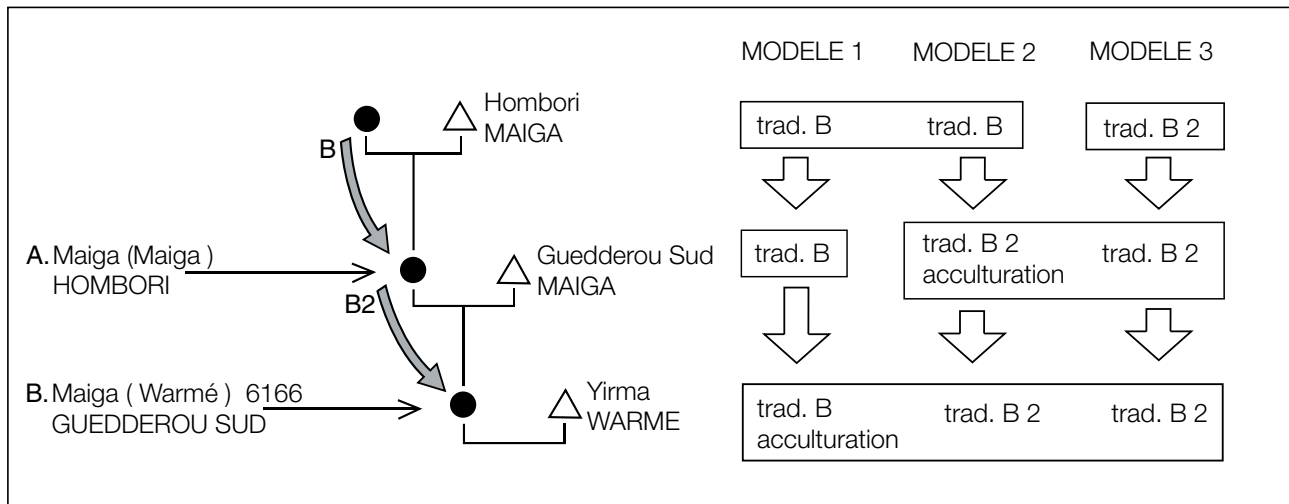 MODELE 1 MODELE 2 MODELE 3
Hombori
MAIGA
trad. B trad. B trad. B 2
B
A. Maiga (Maiga )
HOMBORI
Guedderou Sud
MAIGA
trad. B trad. B 2
acculturation
trad. B 2
B2
B. Maiga ( Warmé ) 6166
GUEDDEROU SUD
Yirma
WARME
trad. B
acculturation
trad. B 2 trad. B 2